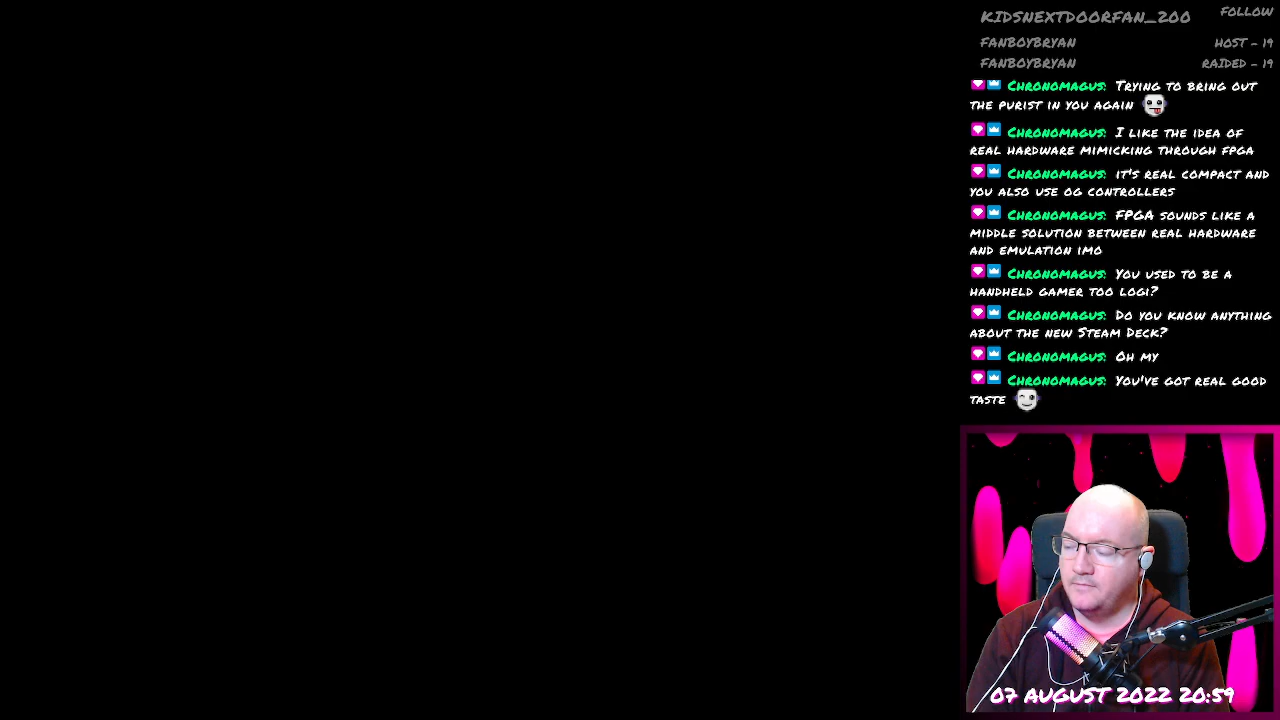 KIDSNEXTDOORFAN_200 FOLLOW
FANBOYBRYAN HOST - 19
FANBOYBRYAN RAIDED - 19
CHRONOMAGUS: TRYING TO BRING OUT
THE PURIST IN YOU AGAIN
CHRONOMAGUS: I LIKE THE IDEA OF
REAL HARDWARE MIMICKING THROUGH FPGA
CHRONOMAGUS: IT'S REAL COMPACT AND
YOU ALSO USE OG CONTROLLERS
CHRONOMAGUS: FPGA SOUNDS LIKE A
MIDDLE SOLUTION BETWEEN REAL HARDWARE
AND EMULATION IMO
CHRONOMAGUS: YOU USED TO BE A
HANDHELD GAMER TOO LOGI?
CHRONOMAGUS: DO YOU KNOW ANYTHING
ABOUT THE NEW STEAM DECK?
CHRONOMAGUS: OH MY
CHRONOMAGUS: YOU'VE GOT REAL GOOD
TASTE
07 AUGUST 2022 20:59